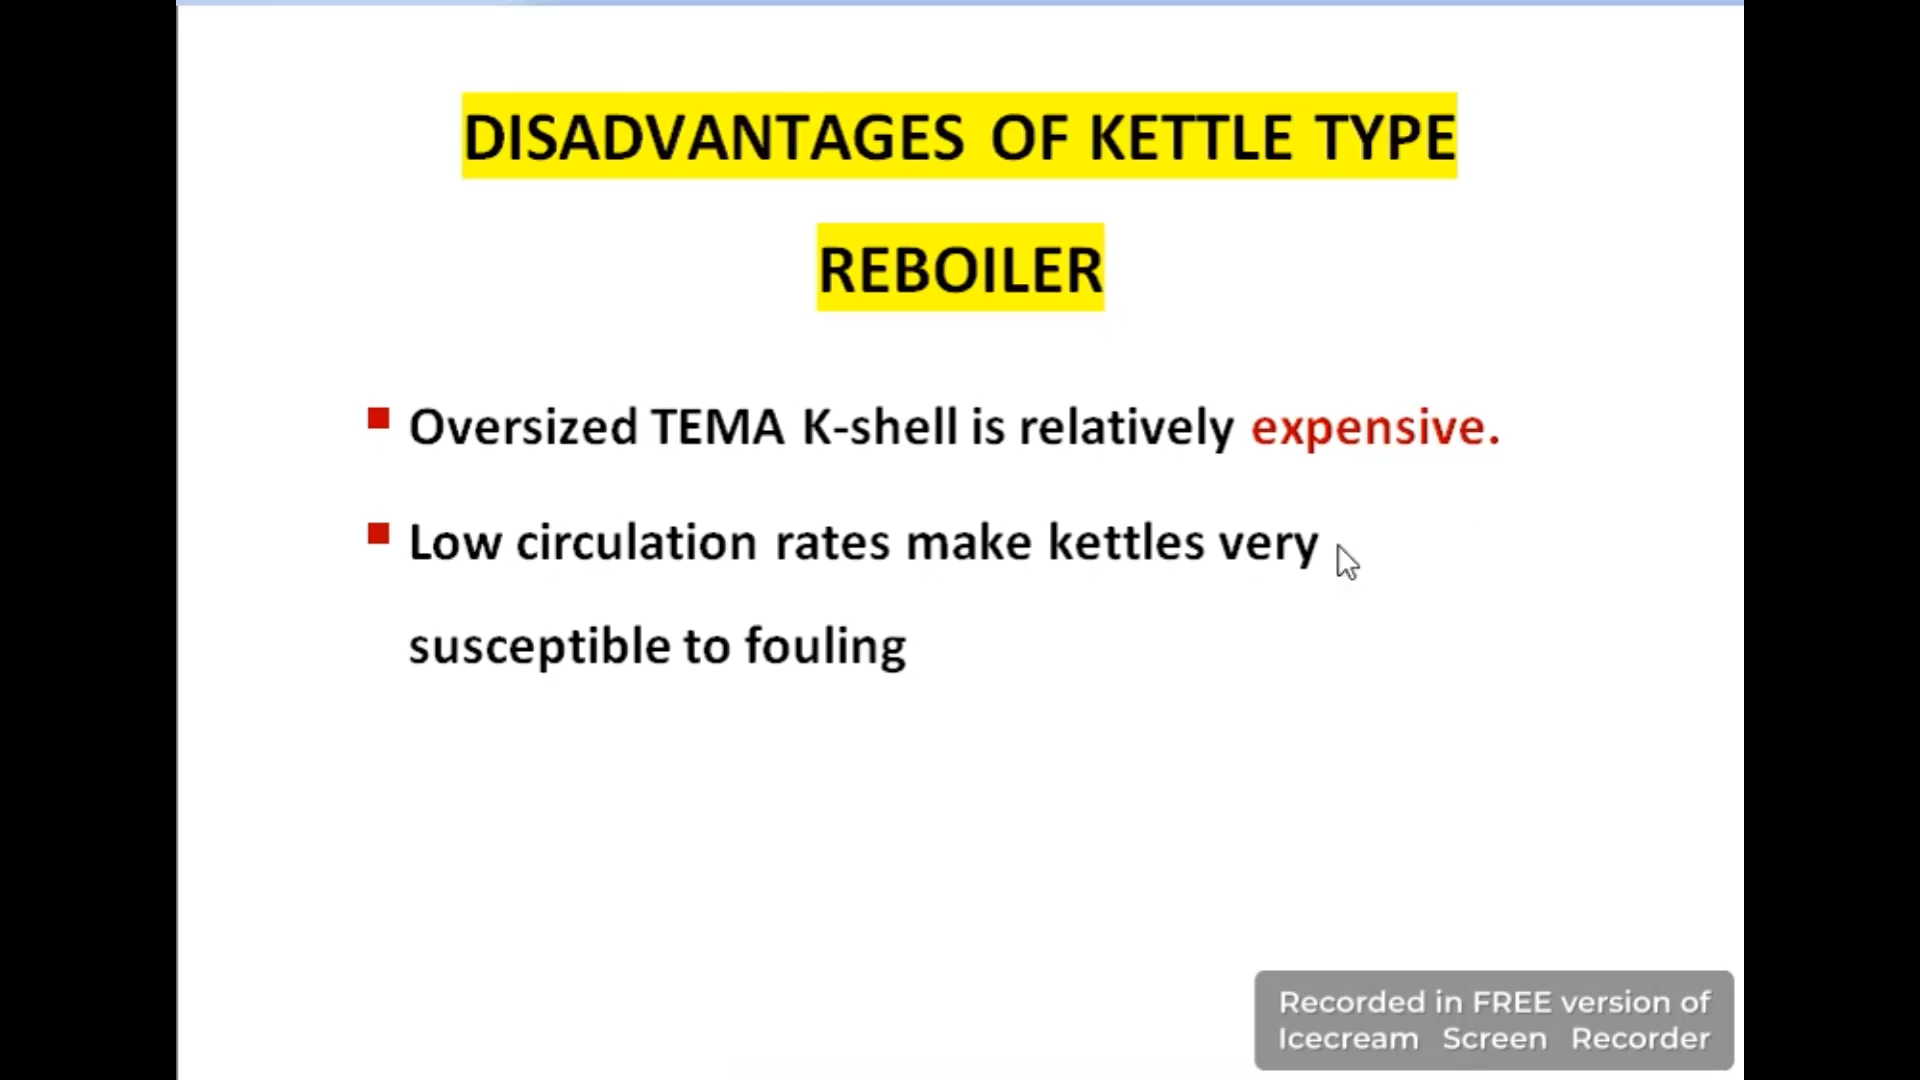 DISADVANTAGES OF KETTLE TYPE
REBOILER
Oversized TEMA K-shell is relatively expensive.
Low circulation rates make kettles very
susceptible to fouling
Recorded in FREE version of
Icecream Screen Recorder